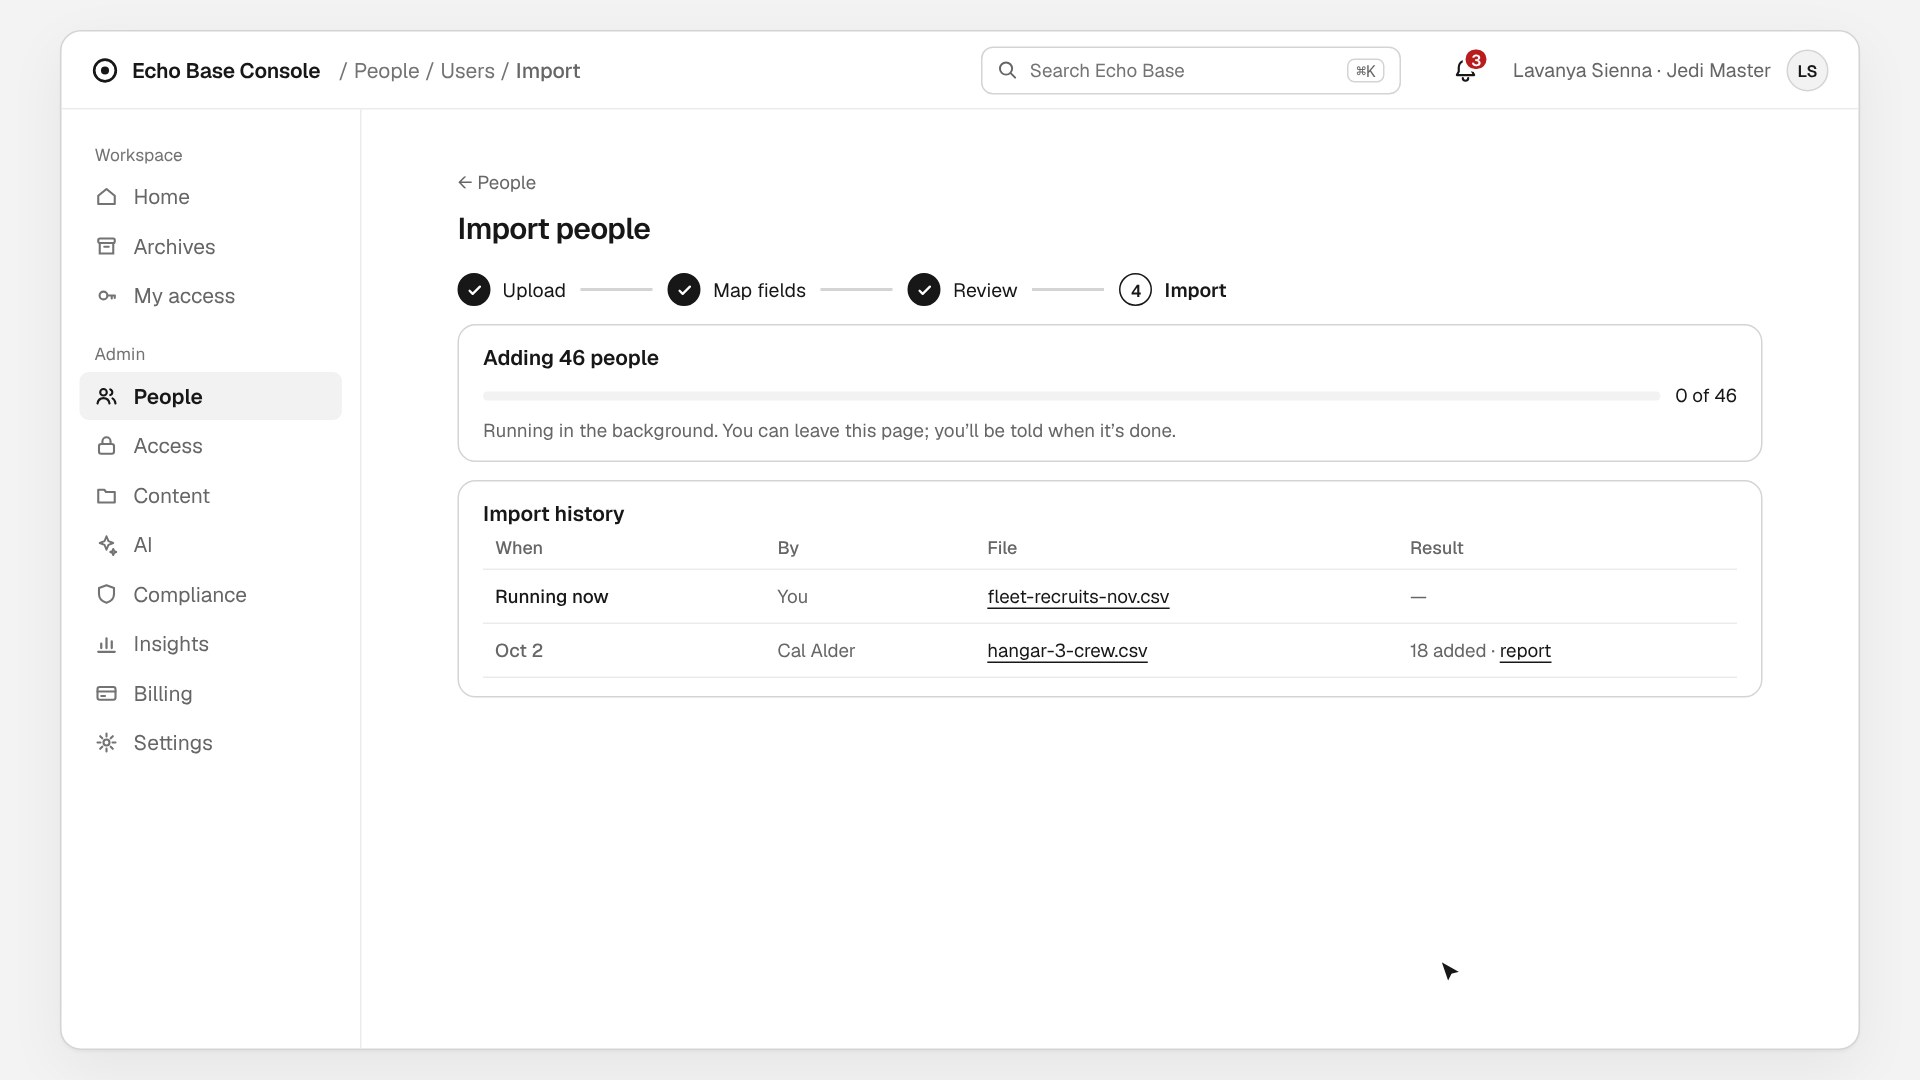 Echo Base Console / People / Users / Import
Search Echo Base ⌘K
3
Lavanya Sienna · Jedi Master LS
Workspace
Home
Archives
My access
Admin
People
Access
Content
AI
Compliance
Insights
Billing
Settings
← People
Import people
Upload
Map fields
Review
4 Import
Adding 46 people
0 of 46
Running in the background. You can leave this page; you’ll be told when it’s done.
Import history
When By File Result
Running now You fleet-recruits-nov.csv —
Oct 2 Cal Alder hangar-3-crew.csv 18 added · report